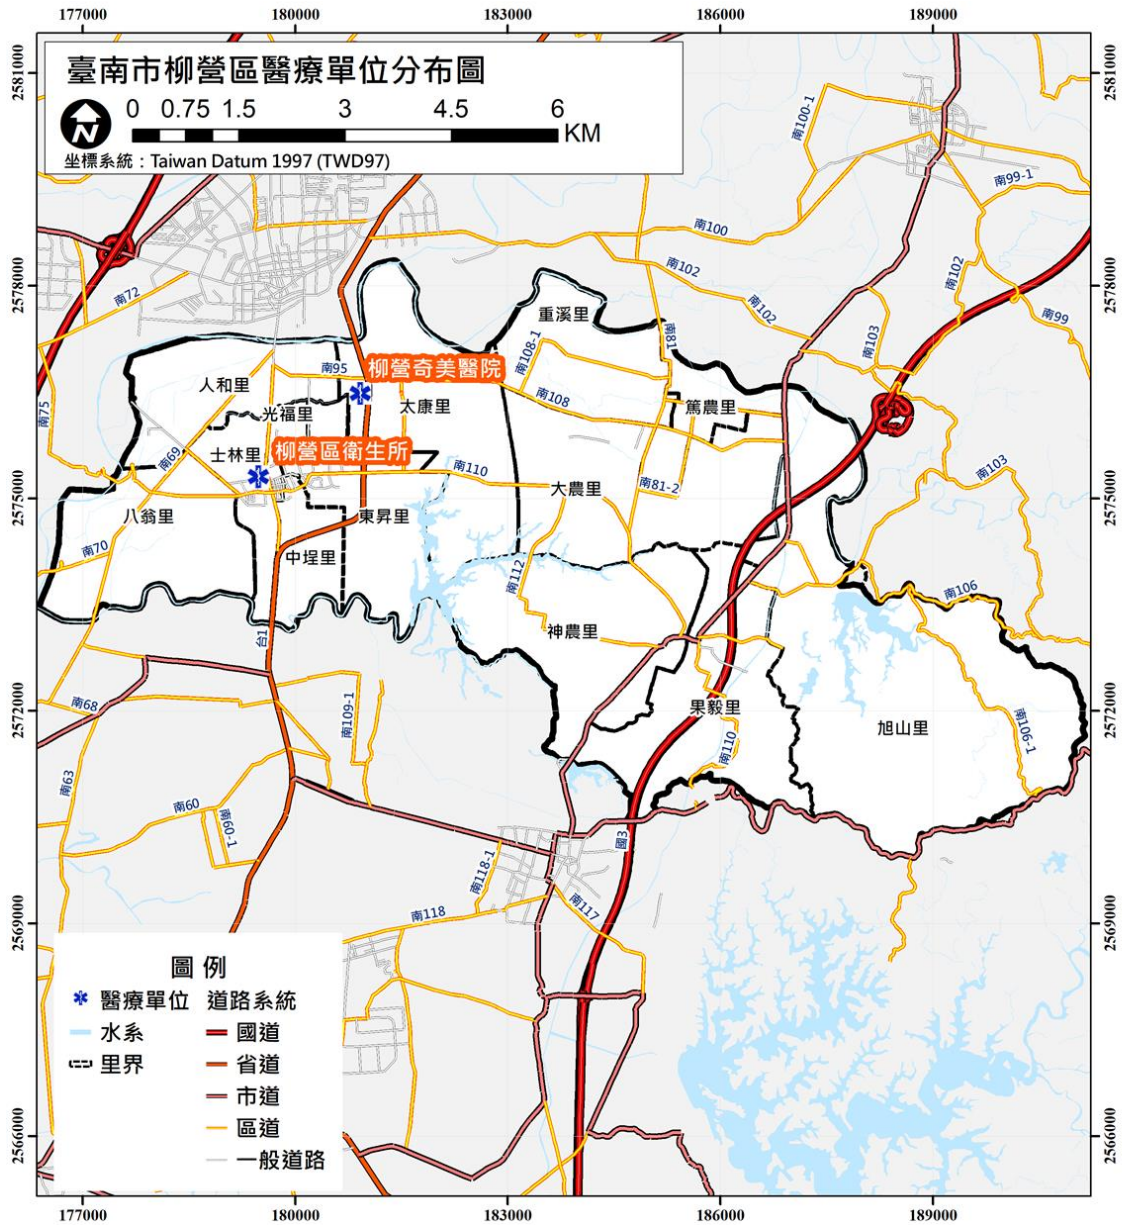 177000 180000 183000 186000 189000
臺南市柳營區醫療單位分布圖
0 0.75 1.5 3 4.5 6
KM
N
坐標系統：Taiwan Datum 1997 (TWD97)
2581000 2581000
南100-1
南99-1
南100
南102
南102
南102
2578000 2578000
南72
南99
重溪里
南81
南103
南108-1
南95
柳營奇美醫院
人和里
南108
南75
光福里
太康里
篤農里
士林里
柳營區衛生所
南69
南110
南103
大農里
南81-2
2575000 2575000
八翁里
東昇里
南70
中埕里
南112
南106
神農里
台1
2572000 2572000
南68
南109-1
果毅里
旭山里
南106-1
南110
南63
南60
南60-1
國3
南118-1
南118
南117
2569000 2569000
圖例
醫療單位
道路系統
水系
國道
里界
省道
市道
區道
一般道路
2566000 2566000
177000 180000 183000 186000 189000